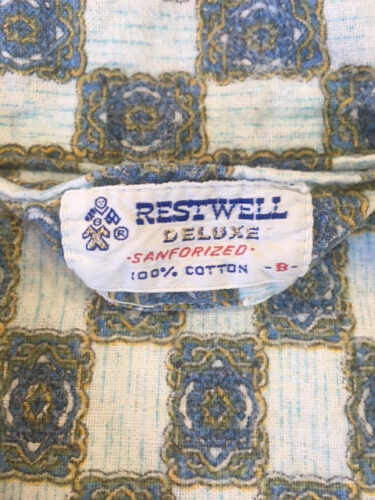 ® RESTWELL
DELUXE
·SANFORIZED·
100% COTTON -B-